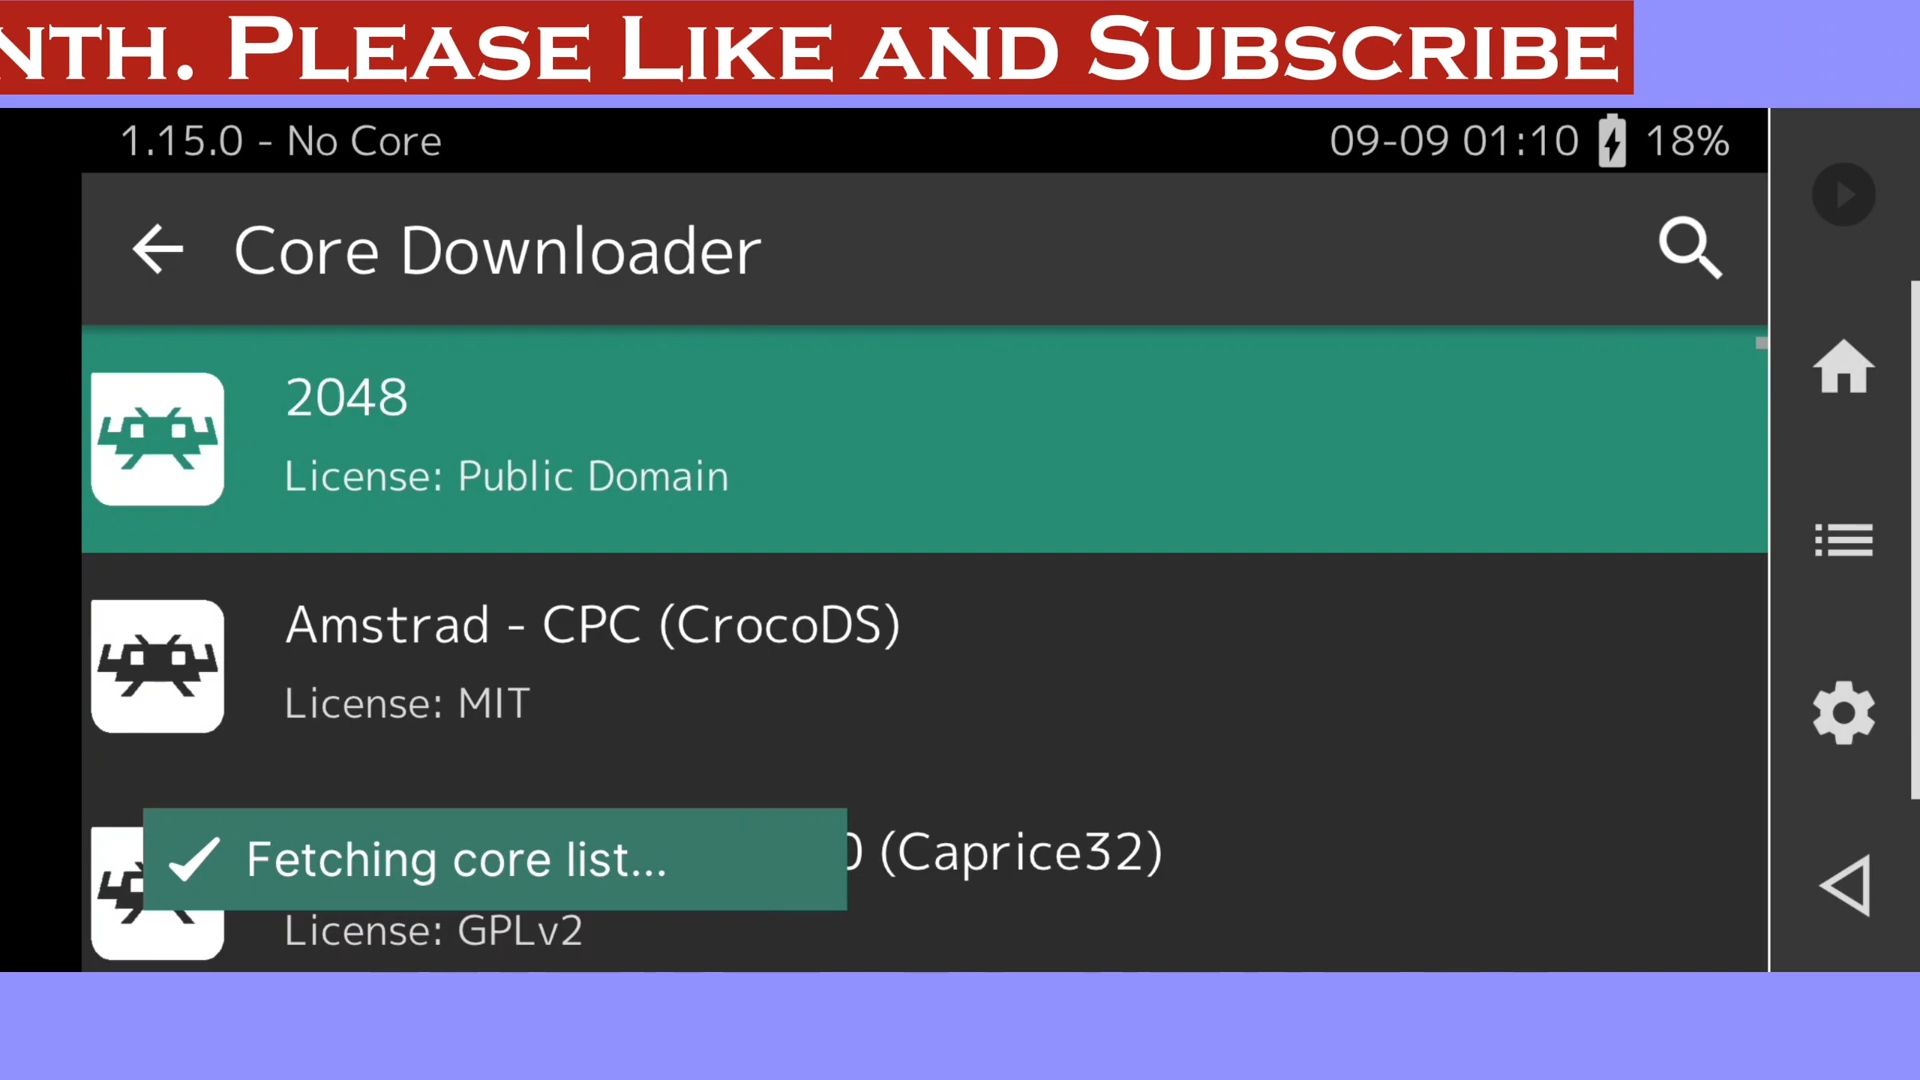 NTH. PLEASE LIKE AND SUBSCRIBE
1.15.0 - No Core
09-09 01:10 18%
Core Downloader
2048
License: Public Domain
Amstrad - CPC (CrocoDS)
License: MIT
Fetching core list...
0 (Caprice32)
License: GPLv2